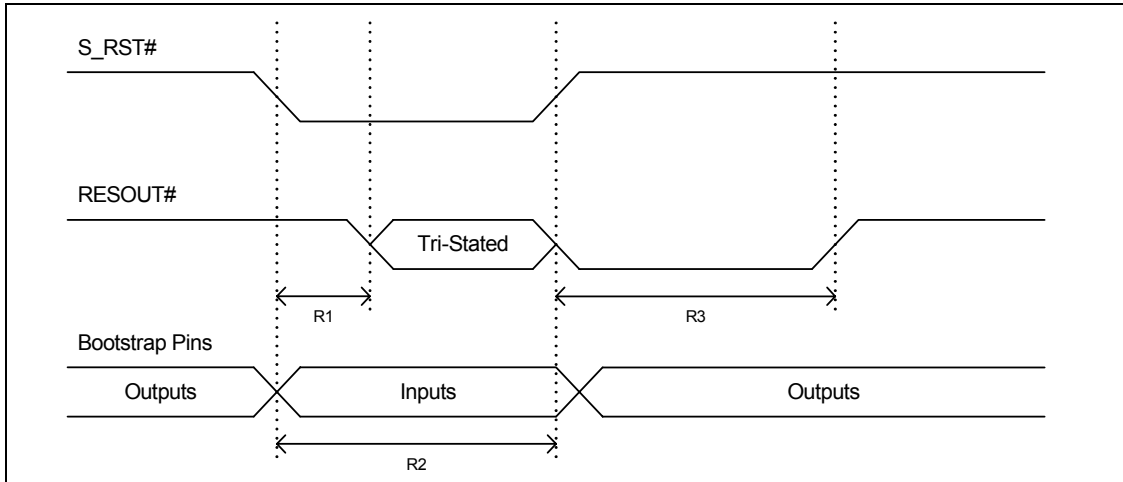 S_RST#
RESOUT#
Tri-Stated
R1
R3
Bootstrap Pins
Outputs
Inputs
Outputs
R2